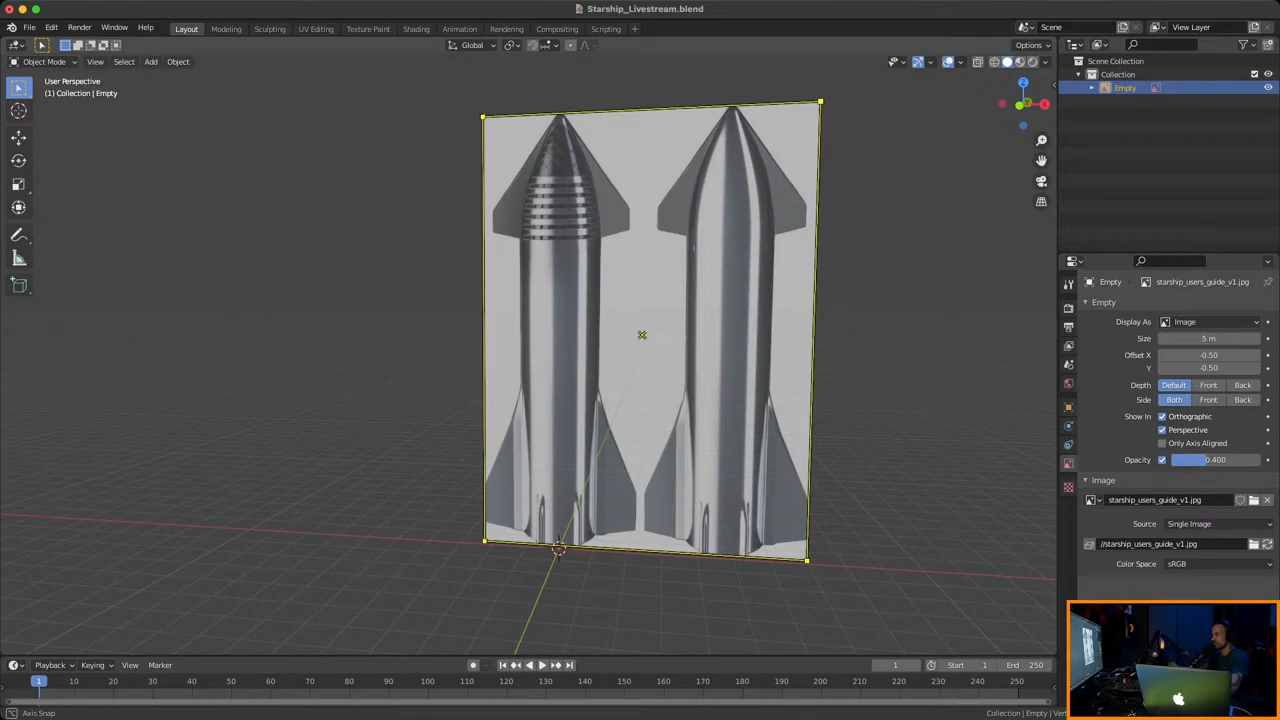 Starship_Livestream.blend
File Edit Render Window Help Layout Modeling Sculpting UV Editing Texture Paint Shading Animation Rendering Compositing Scripting Scene View Layer
Global Options
Object Mode View Select Add Object
User Perspective
(1) Collection | Empty
Z
X
Scene Collection
Collection
Empty
Empty starship_users_guide_v1.jpg
Empty
Display As Image
Size 5 m
Offset X -0.50
Y -0.50
Depth Default Front Back
Side Both Front Back
Show In Orthographic
Perspective
Only Axis Aligned
Opacity 0.400
Image
starship_users_guide_v1.jpg
Source Single Image
//starship_users_guide_v1.jpg
Color Space sRGB
Playback Keying View Marker 1 Start 1 End 250
1 10 20 30 40 50 60 70 80 90 100 110 120 130 140 150 160 170 180 190 200 210 220 230 240 250
Axis Snap